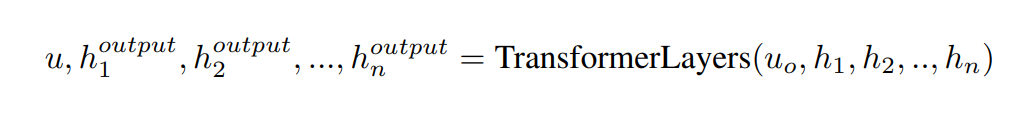 u, h_1^{output}, h_2^{output}, ..., h_n^{output} = TransformerLayers(u_o, h_1, h_2, .., h_n)